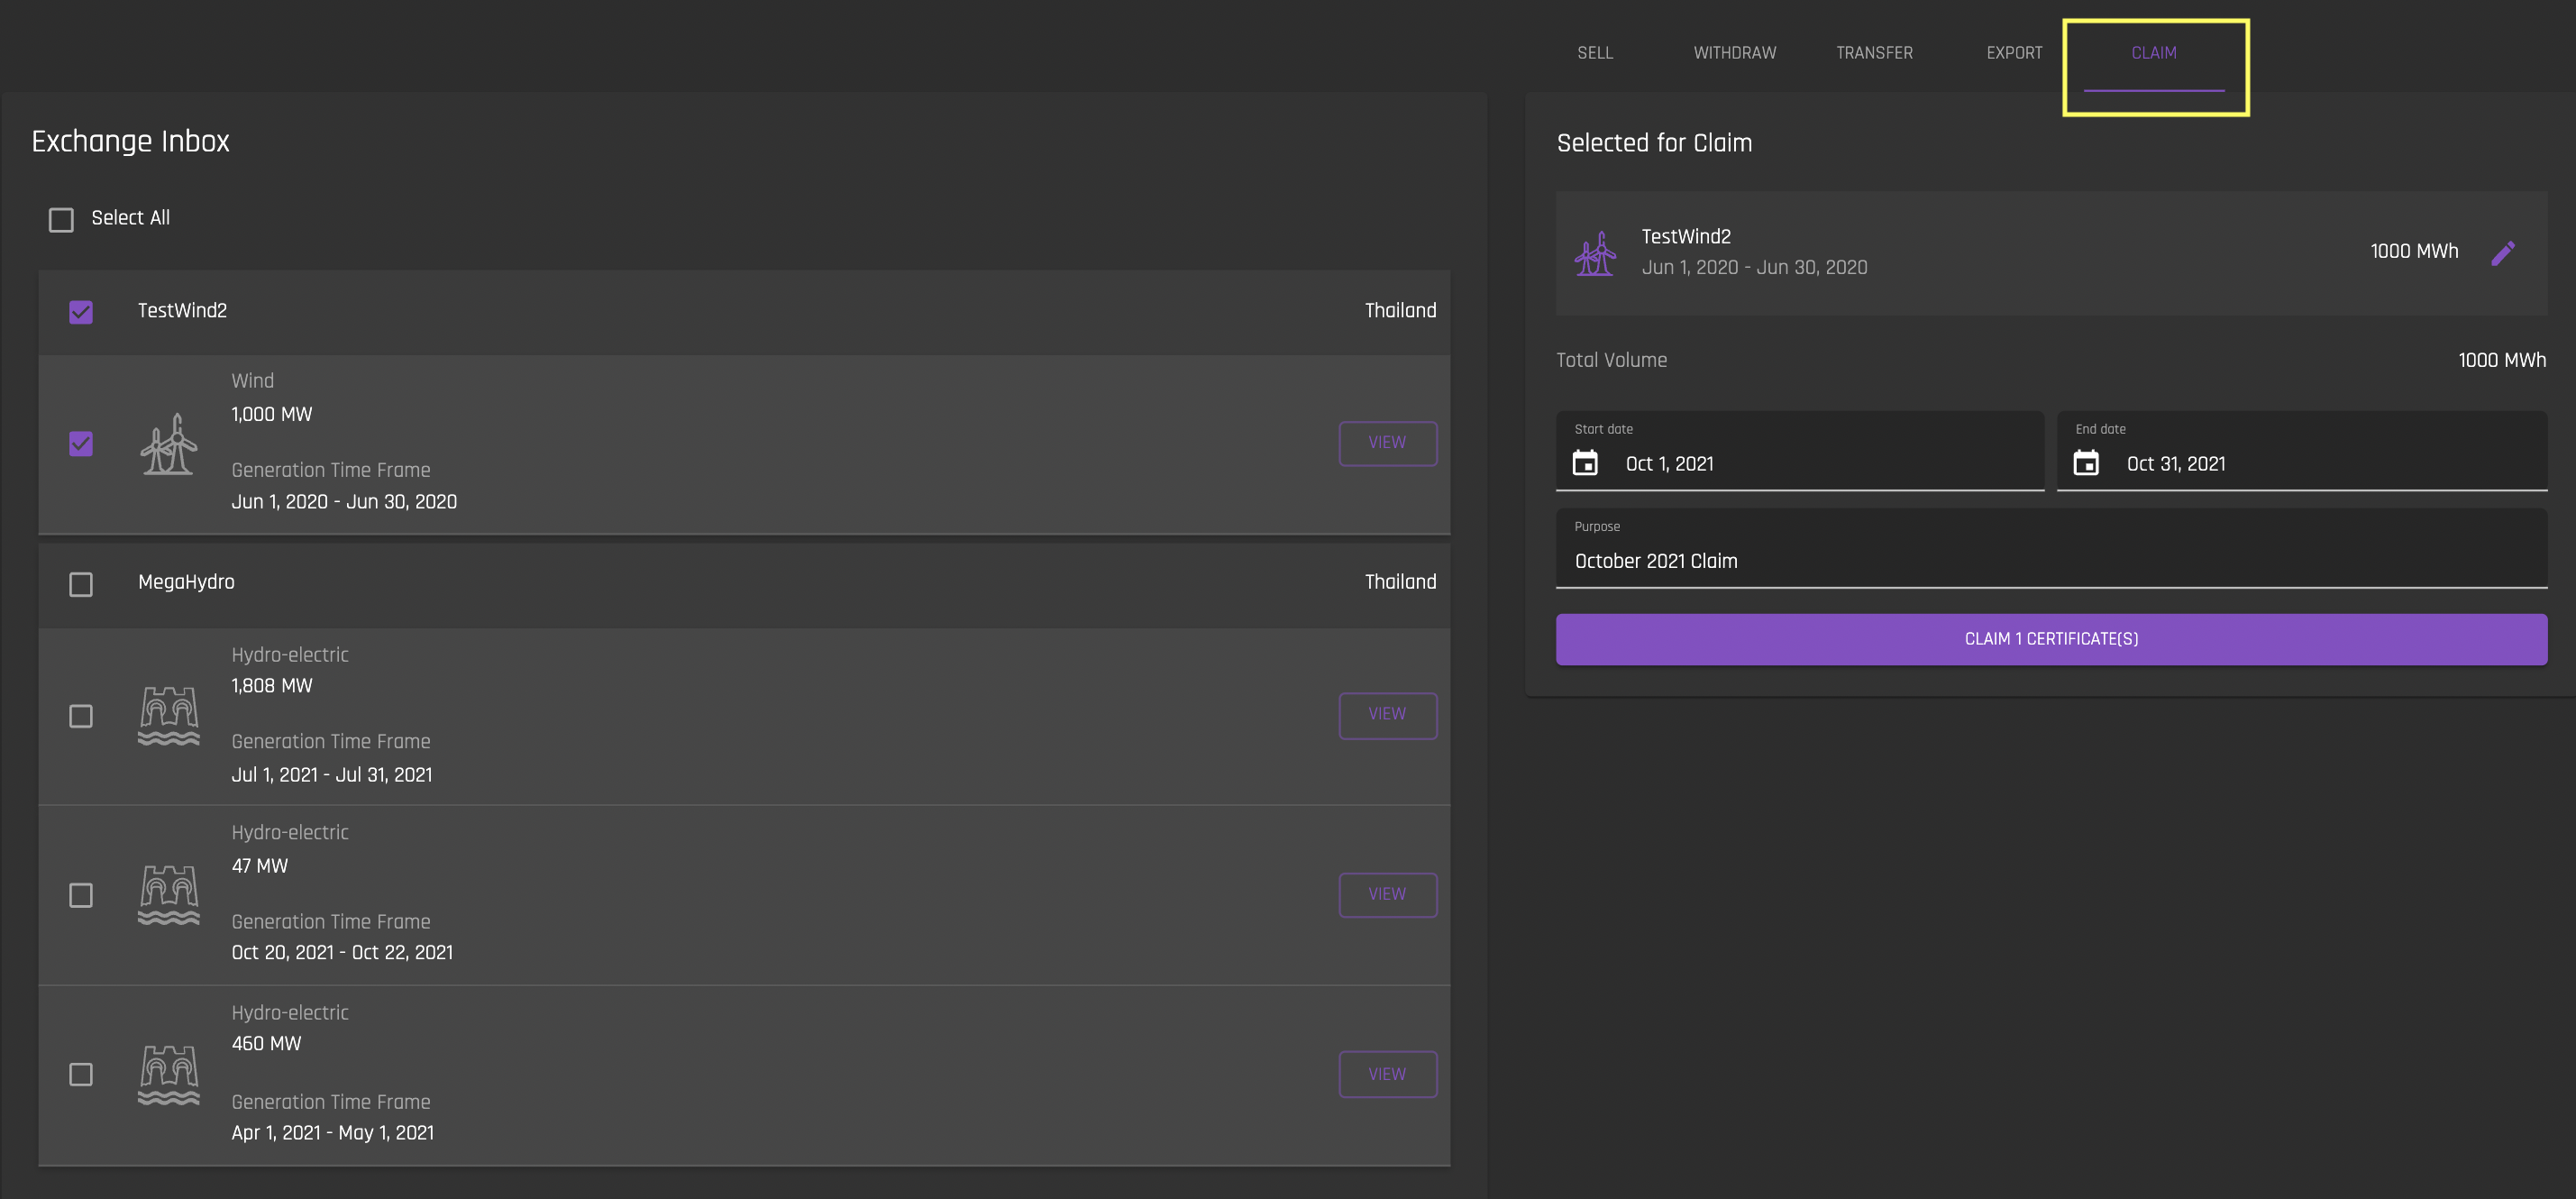 SELL WITHDRAW TRANSFER EXPORT CLAIM
Exchange Inbox
Select All
TestWind2 Thailand
Wind
1,000 MW
VIEW
Generation Time Frame
Jun 1, 2020 - Jun 30, 2020
MegaHydro Thailand
Hydro-electric
1,808 MW
VIEW
Generation Time Frame
Jul 1, 2021 - Jul 31, 2021
Hydro-electric
47 MW
VIEW
Generation Time Frame
Oct 20, 2021 - Oct 22, 2021
Hydro-electric
460 MW
VIEW
Generation Time Frame
Apr 1, 2021 - May 1, 2021
Selected for Claim
TestWind2
Jun 1, 2020 - Jun 30, 2020
1000 MWh
Total Volume 1000 MWh
Start date
Oct 1, 2021
End date
Oct 31, 2021
Purpose
October 2021 Claim
CLAIM 1 CERTIFICATE(S)